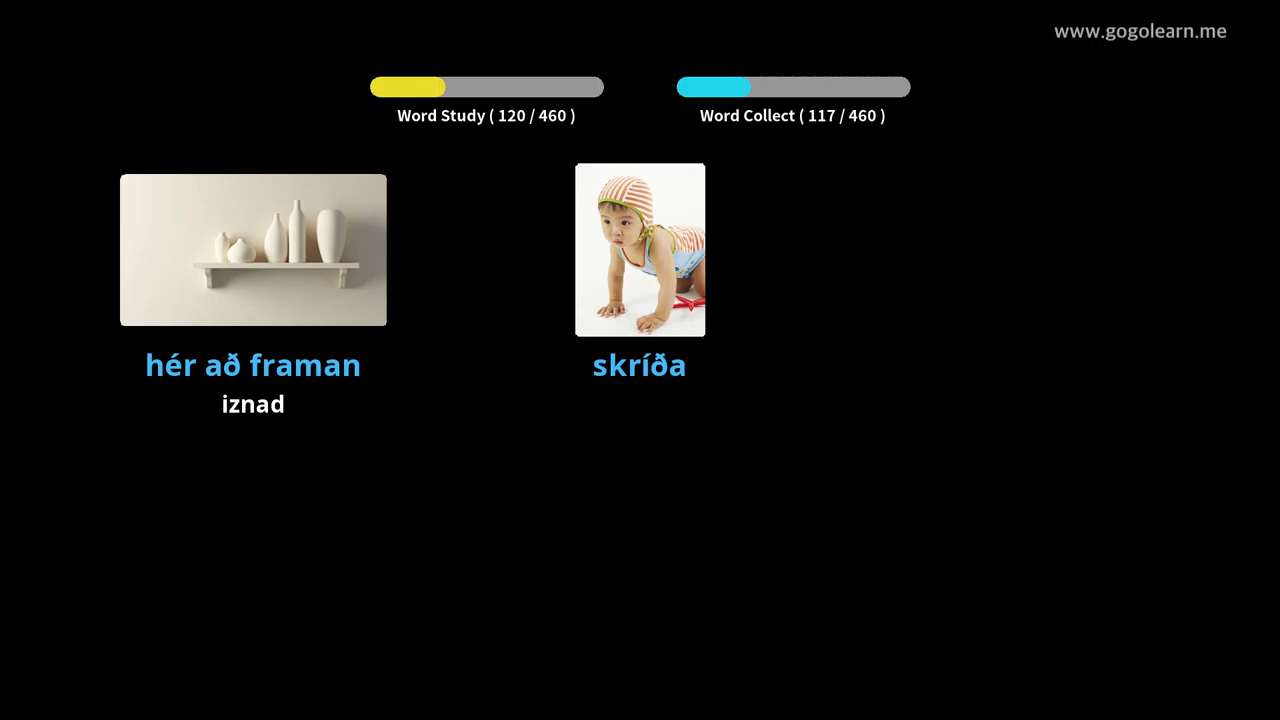 www.gogolearn.me
Word Study ( 120 / 460 )
Word Collect ( 117 / 460 )
hér að framan
iznad
skríða